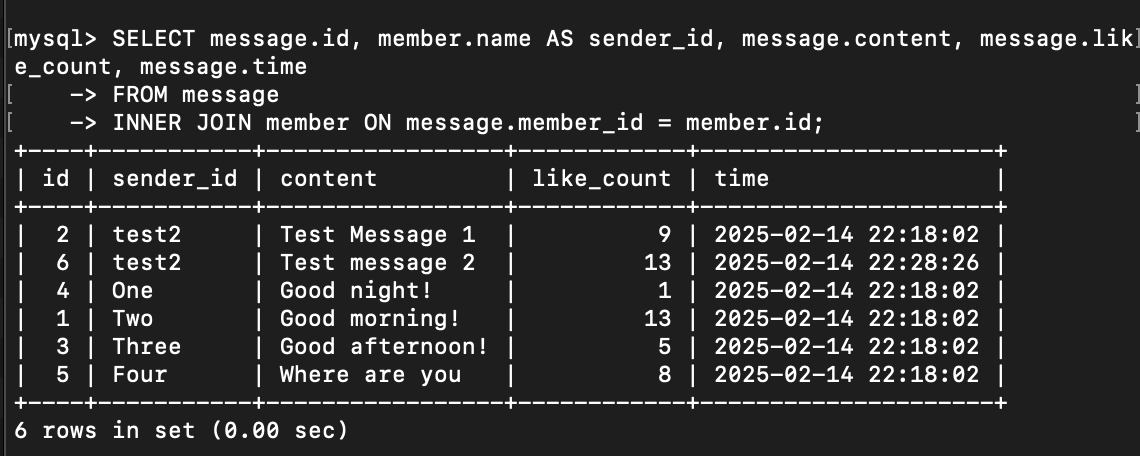 [mysql> SELECT message.id, member.name AS sender_id, message.content, message.lik]
e_count, message.time
[    -> FROM message                                                             ]
[    -> INNER JOIN member ON message.member_id = member.id;                      ]
+----+-----------+-----------------+------------+---------------------+
| id | sender_id | content         | like_count | time                |
+----+-----------+-----------------+------------+---------------------+
|  2 | test2     | Test Message 1  |          9 | 2025-02-14 22:18:02 |
|  6 | test2     | Test message 2  |         13 | 2025-02-14 22:28:26 |
|  4 | One       | Good night!     |          1 | 2025-02-14 22:18:02 |
|  1 | Two       | Good morning!   |         13 | 2025-02-14 22:18:02 |
|  3 | Three     | Good afternoon! |          5 | 2025-02-14 22:18:02 |
|  5 | Four      | Where are you   |          8 | 2025-02-14 22:18:02 |
+----+-----------+-----------------+------------+---------------------+
6 rows in set (0.00 sec)